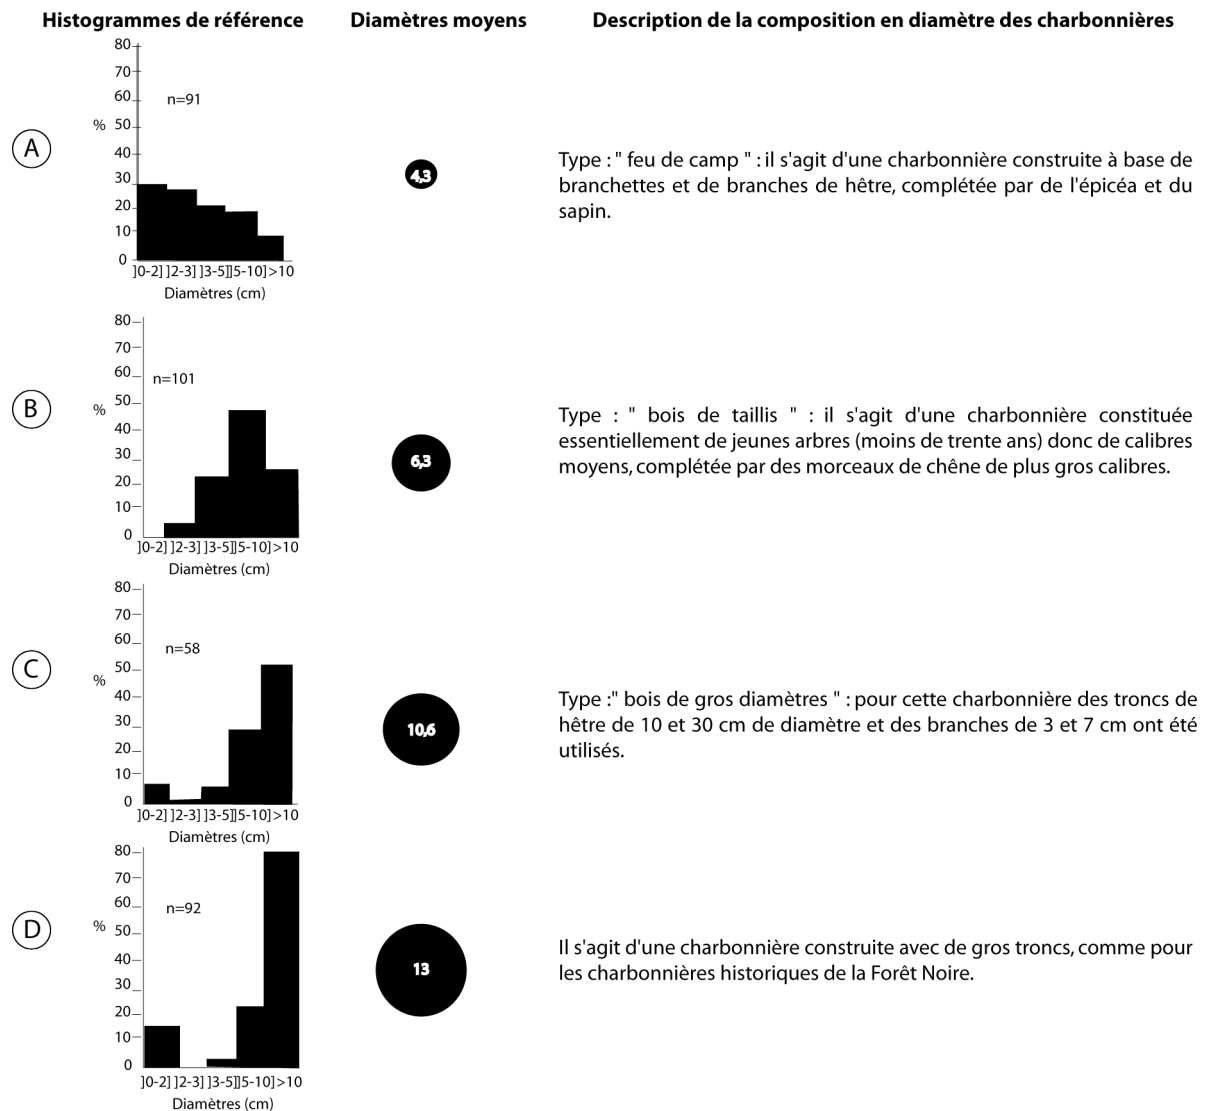 Histogrammes de référence
Diamètres moyens
Description de la composition en diamètre des charbonnières
A
80
70
60
50
40
30
20
10
0
%
n=91
]0-2] ]2-3] ]3-5]]5-10]>10
Diamètres (cm)
4,3
Type : " feu de camp " : il s'agit d'une charbonnière construite à base de
branchettes et de branches de hêtre, complétée par de l'épicéa et du
sapin.
B
80
70
60
50
40
30
20
10
0
%
n=101
]0-2] ]2-3] ]3-5]]5-10]>10
Diamètres (cm)
6,3
Type : " bois de taillis " : il s'agit d'une charbonnière constituée
essentiellement de jeunes arbres (moins de trente ans) donc de calibres
moyens, complétée par des morceaux de chêne de plus gros calibres.
C
80
70
60
50
40
30
20
10
0
%
n=58
]0-2] ]2-3] ]3-5]]5-10]>10
Diamètres (cm)
10,6
Type :" bois de gros diamètres " : pour cette charbonnière des troncs de
hêtre de 10 et 30 cm de diamètre et des branches de 3 et 7 cm ont été
utilisés.
D
80
70
60
50
40
30
20
10
0
%
n=92
]0-2] ]2-3] ]3-5]]5-10]>10
Diamètres (cm)
13
Il s'agit d'une charbonnière construite avec de gros troncs, comme pour
les charbonnières historiques de la Forêt Noire.